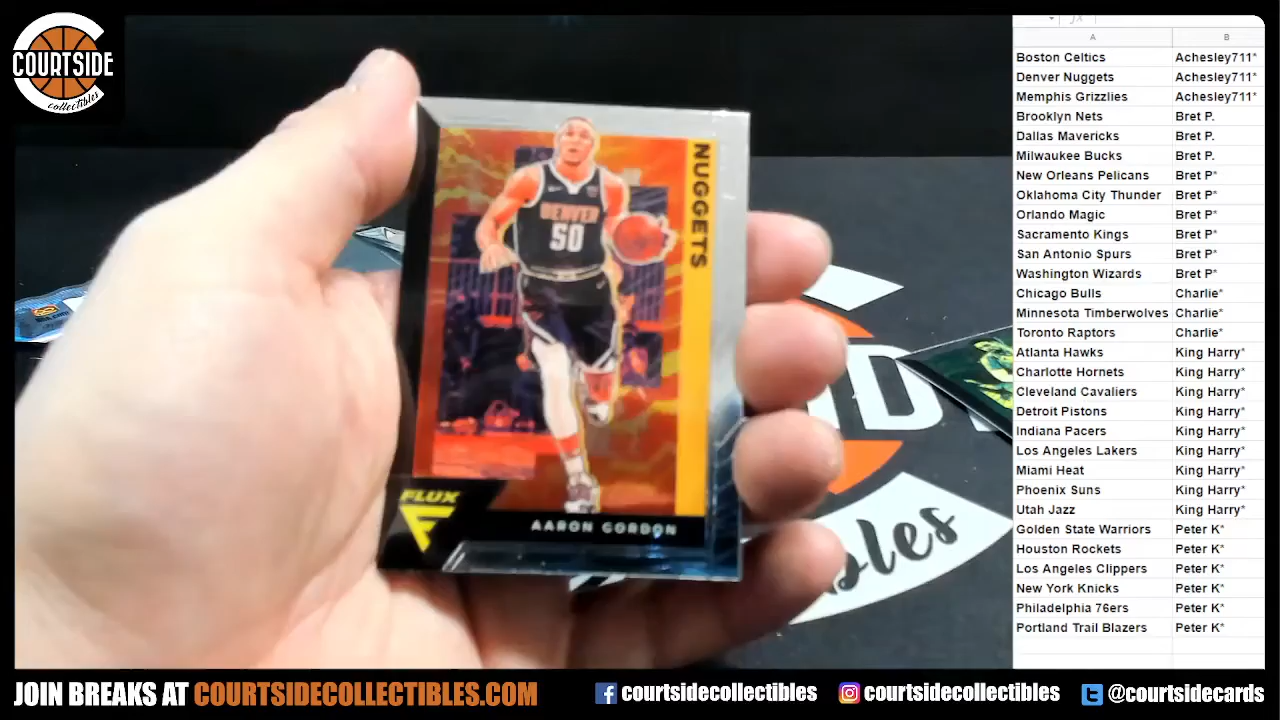 COURTSIDE
collectibles
NUGGETS
DENVER
50
FLUX
AARON GORDON
A B
Boston Celtics Achesley711*
Denver Nuggets Achesley711*
Memphis Grizzlies Achesley711*
Brooklyn Nets Bret P.
Dallas Mavericks Bret P.
Milwaukee Bucks Bret P.
New Orleans Pelicans Bret P*
Oklahoma City Thunder Bret P*
Orlando Magic Bret P*
Sacramento Kings Bret P*
San Antonio Spurs Bret P*
Washington Wizards Bret P*
Chicago Bulls Charlie*
Minnesota Timberwolves Charlie*
Toronto Raptors Charlie*
Atlanta Hawks King Harry*
Charlotte Hornets King Harry*
Cleveland Cavaliers King Harry*
Detroit Pistons King Harry*
Indiana Pacers King Harry*
Los Angeles Lakers King Harry*
Miami Heat King Harry*
Phoenix Suns King Harry*
Utah Jazz King Harry*
Golden State Warriors Peter K*
Houston Rockets Peter K*
Los Angeles Clippers Peter K*
New York Knicks Peter K*
Philadelphia 76ers Peter K*
Portland Trail Blazers Peter K*
JOIN BREAKS AT COURTSIDECOLLECTIBLES.COM
courtsidecollectibles
courtsidecollectibles
@courtsidecards